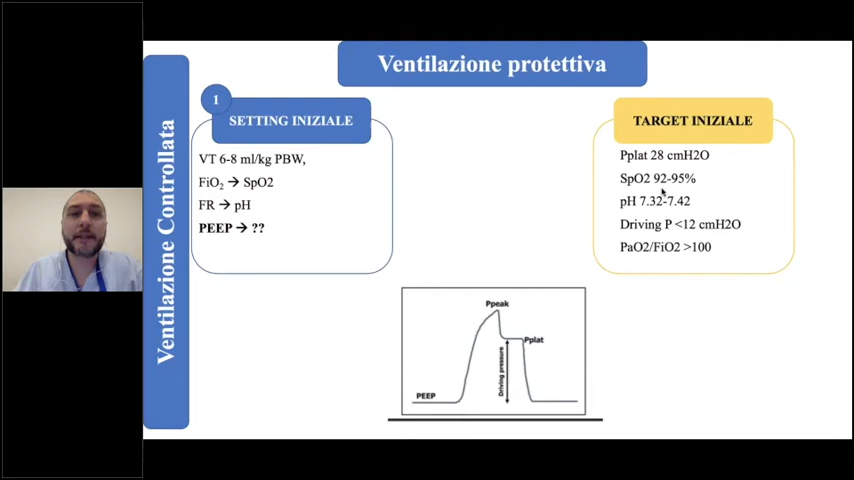 Ventilazione protettiva
Ventilazione Controllata
1
SETTING INIZIALE
VT 6-8 ml/kg PBW,
FiO₂ → SpO2
FR → pH
PEEP → ??
TARGET INIZIALE
Pplat 28 cmH2O
SpO2 92-95%
pH 7.32-7.42
Driving P <12 cmH2O
PaO2/FiO2 >100
Ppeak
Pplat
Driving pressure
PEEP